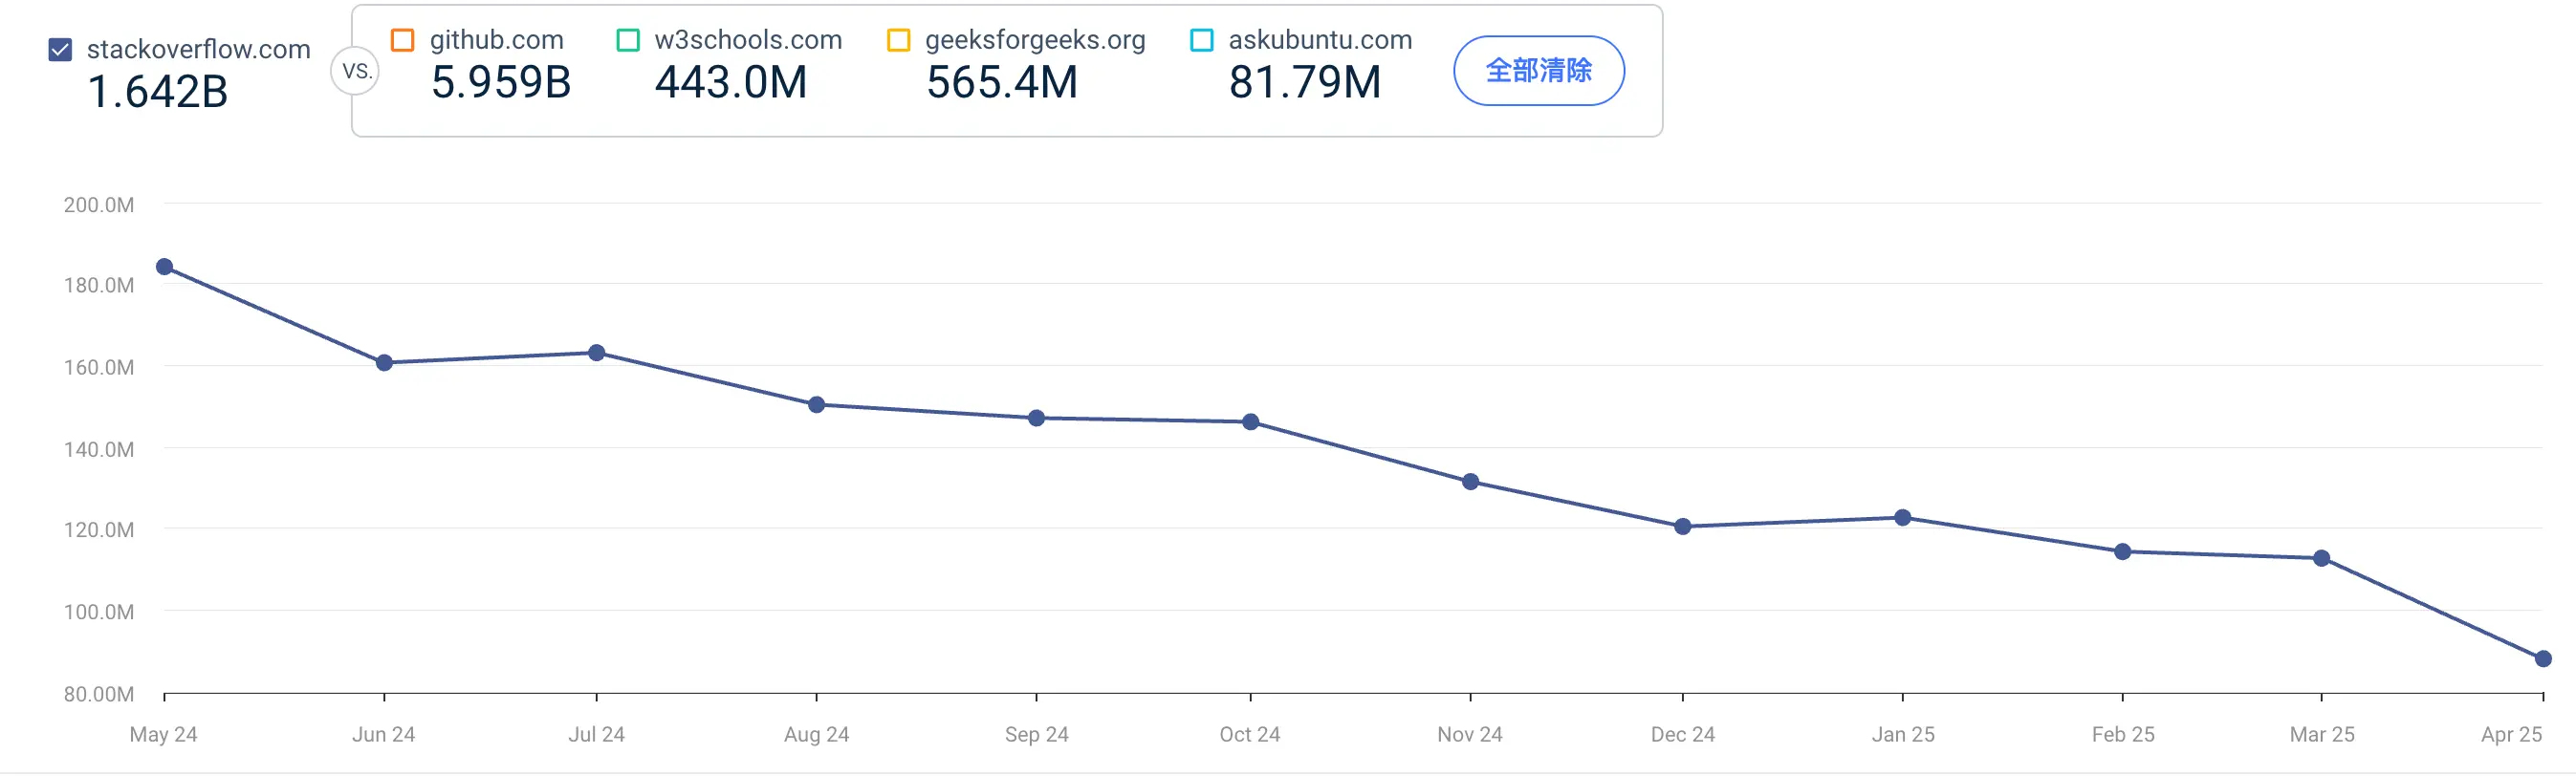 stackoverflow.com
1.642B
VS.
github.com
5.959B
w3schools.com
443.0M
geeksforgeeks.org
565.4M
askubuntu.com
81.79M
全部清除
200.0M
180.0M
160.0M
140.0M
120.0M
100.0M
80.00M
May 24
Jun 24
Jul 24
Aug 24
Sep 24
Oct 24
Nov 24
Dec 24
Jan 25
Feb 25
Mar 25
Apr 25